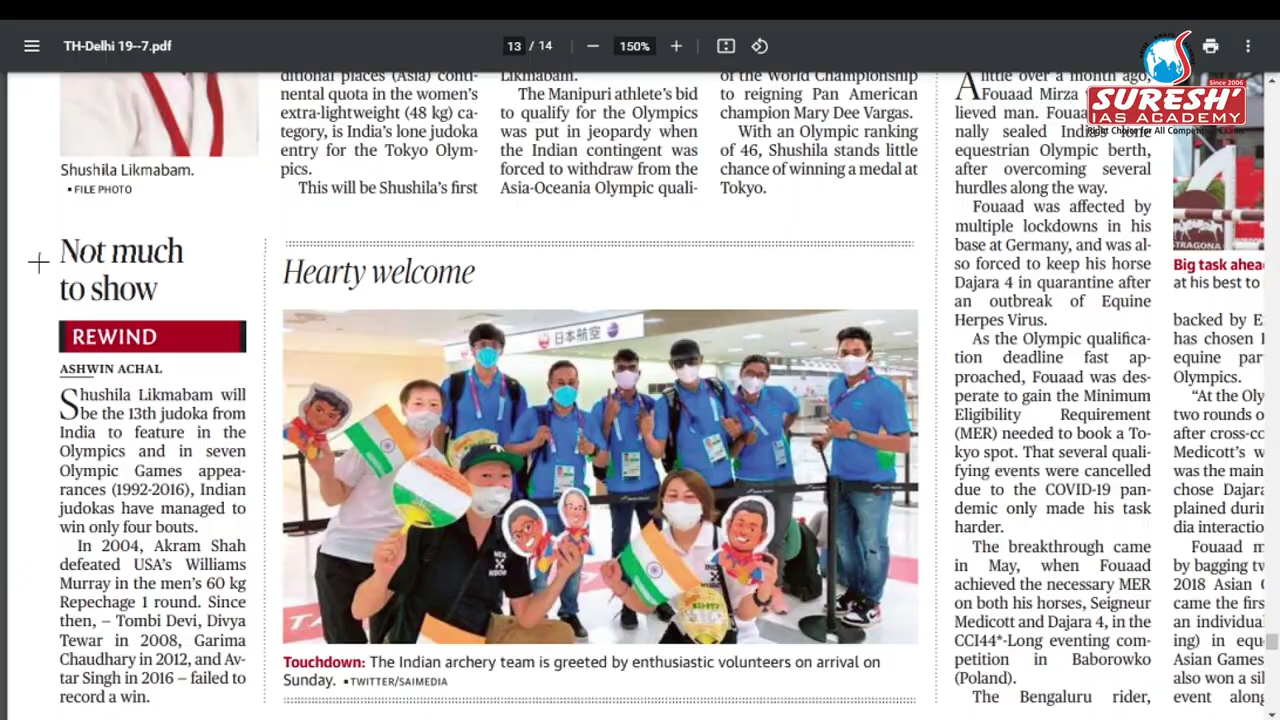 TH-Delhi 19--7.pdf
13 / 14
150%
Since 2006
SURESH'
IAS ACADEMY
Right Choice for All Competitive Exams
Shushila Likmabam.
▪ FILE PHOTO
ditional places (Asia) conti-
nental quota in the women's
extra-lightweight (48 kg) ca-
tegory, is India's lone judoka
entry for the Tokyo Olym-
pics.
This will be Shushila's first
Likmabam.
The Manipuri athlete's bid
to qualify for the Olympics
was put in jeopardy when
the Indian contingent was
forced to withdraw from the
Asia-Oceania Olympic quali-
of the World Championship
to reigning Pan American
champion Mary Dee Vargas.
With an Olympic ranking
of 46, Shushila stands little
chance of winning a medal at
Tokyo.
Not much
to show
REWIND
ASHWIN ACHAL
Shushila Likmabam will
be the 13th judoka from
India to feature in the
Olympics and in seven
Olympic Games appea-
rances (1992-2016), Indian
judokas have managed to
win only four bouts.
In 2004, Akram Shah
defeated USA's Williams
Murray in the men's 60 kg
Repechage 1 round. Since
then, – Tombi Devi, Divya
Tewar in 2008, Garima
Chaudhary in 2012, and Av-
tar Singh in 2016 – failed to
record a win.
Hearty welcome
日本航空
Touchdown: The Indian archery team is greeted by enthusiastic volunteers on arrival on
Sunday. ▪ TWITTER/SAIMEDIA
A little over a month ago,
Fouaad Mirza
lieved man. Fouaa
nally sealed India's lone
equestrian Olympic berth,
after overcoming several
hurdles along the way.
Fouaad was affected by
multiple lockdowns in his
base at Germany, and was al-
so forced to keep his horse
Dajara 4 in quarantine after
an outbreak of Equine
Herpes Virus.
As the Olympic qualifica-
tion deadline fast ap-
proached, Fouaad was des-
perate to gain the Minimum
Eligibility Requirement
(MER) needed to book a To-
kyo spot. That several quali-
fying events were cancelled
due to the COVID-19 pan-
demic only made his task
harder.
The breakthrough came
in May, when Fouaad
achieved the necessary MER
on both his horses, Seigneur
Medicott and Dajara 4, in the
CCI44*-Long eventing com-
petition in Baborowko
(Poland).
The Bengaluru rider,
STRAGONA
Big task ahea
at his best to
backed by E
has chosen
equine par
Olympics.
“At the Oly
two rounds o
after cross-co
Medicott's w
was the main
chose Dajar
plained durin
dia interactio
Fouaad m
by bagging tw
2018 Asian
came the firs
an individual
ing) in equ
Asian Games
also won a sil
event along